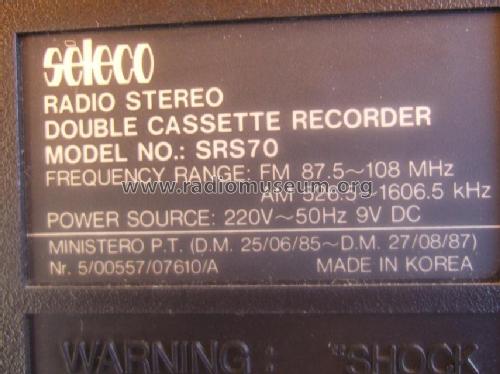 seleco
RADIO STEREO
DOUBLE CASSETTE RECORDER
MODEL NO.: SRS70
FREQUENCY RANGE: FM 87.5~108 MHz
www.radiomuseum.org
AM 526.5~1606.5 kHz
POWER SOURCE: 220V~50Hz 9V DC
MINISTERO P.T. (D.M. 25/06/85~D.M. 27/08/87)
Nr. 5/00557/07610/A MADE IN KOREA
WARNING: "SHOCK